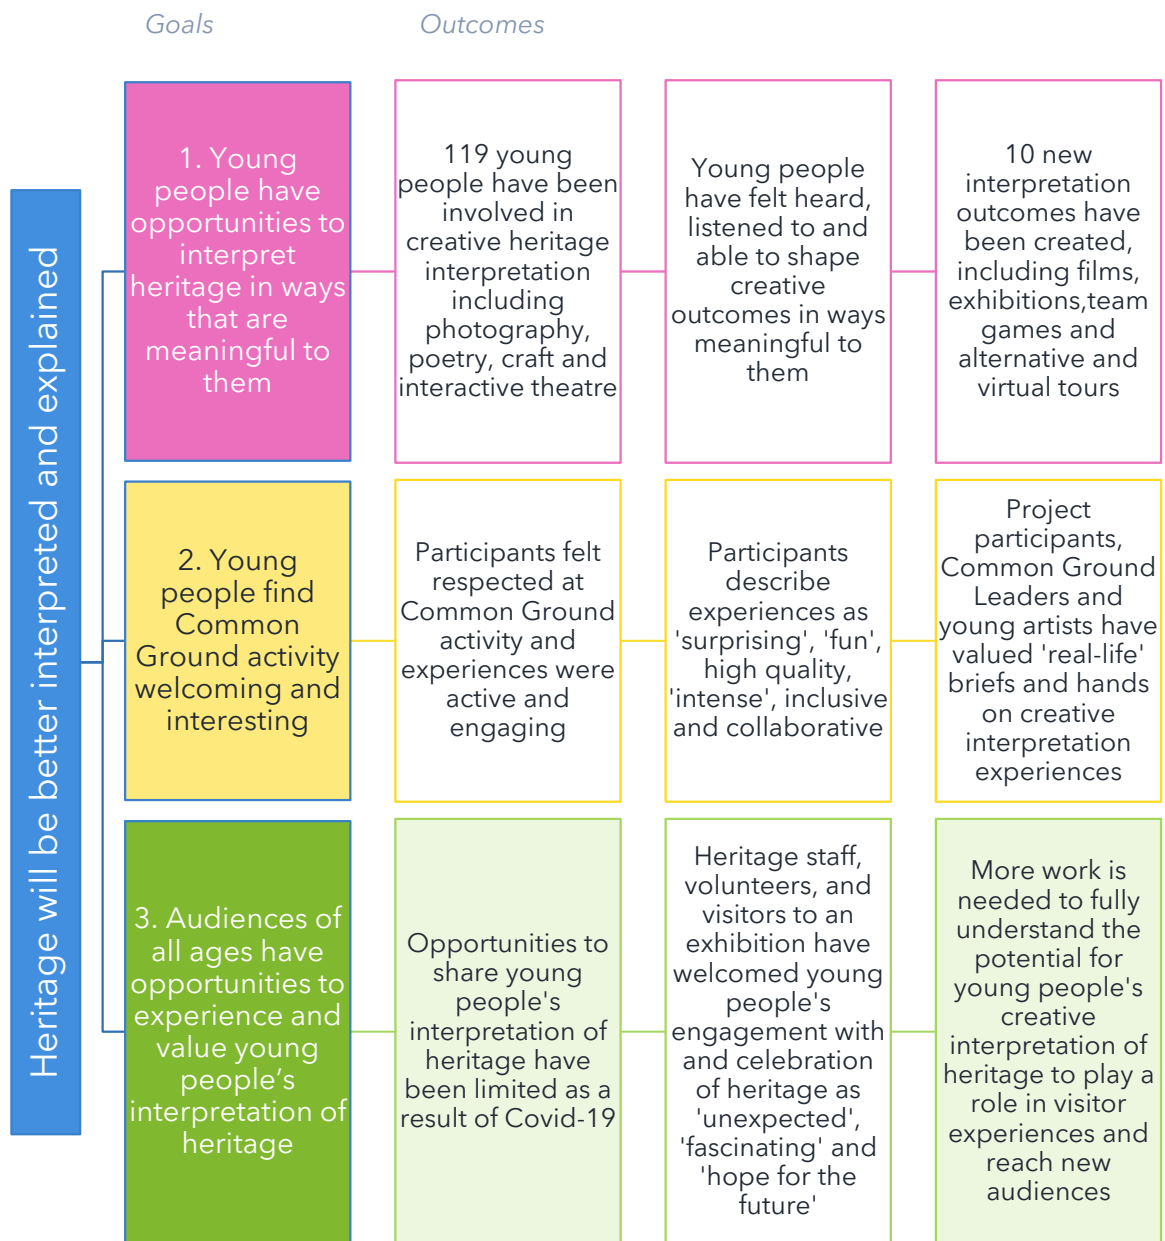 Goals
Outcomes
Heritage will be better interpreted and explained
1. Young
people have
opportunities to
interpret
heritage in ways
that are
meaningful to
them
119 young
people have been
involved in
creative heritage
interpretation
including
photography,
poetry, craft and
interactive theatre
Young people
have felt heard,
listened to and
able to shape
creative
outcomes in ways
meaningful to
them
10 new
interpretation
outcomes have
been created,
including films,
exhibitions,team
games and
alternative and
virtual tours
2. Young
people find
Common
Ground activity
welcoming and
interesting
Participants felt
respected at
Common Ground
activity and
experiences were
active and
engaging
Participants
describe
experiences as
'surprising', 'fun',
high quality,
'intense', inclusive
and collaborative
Project
participants,
Common Ground
Leaders and
young artists have
valued 'real-life'
briefs and hands
on creative
interpretation
experiences
3. Audiences of
all ages have
opportunities to
experience and
value young
people’s
interpretation of
heritage
Opportunities to
share young
people's
interpretation of
heritage have
been limited as a
result of Covid-19
Heritage staff,
volunteers, and
visitors to an
exhibition have
welcomed young
people's
engagement with
and celebration
of heritage as
'unexpected',
'fascinating' and
'hope for the
future'
More work is
needed to fully
understand the
potential for
young people's
creative
interpretation of
heritage to play a
role in visitor
experiences and
reach new
audiences